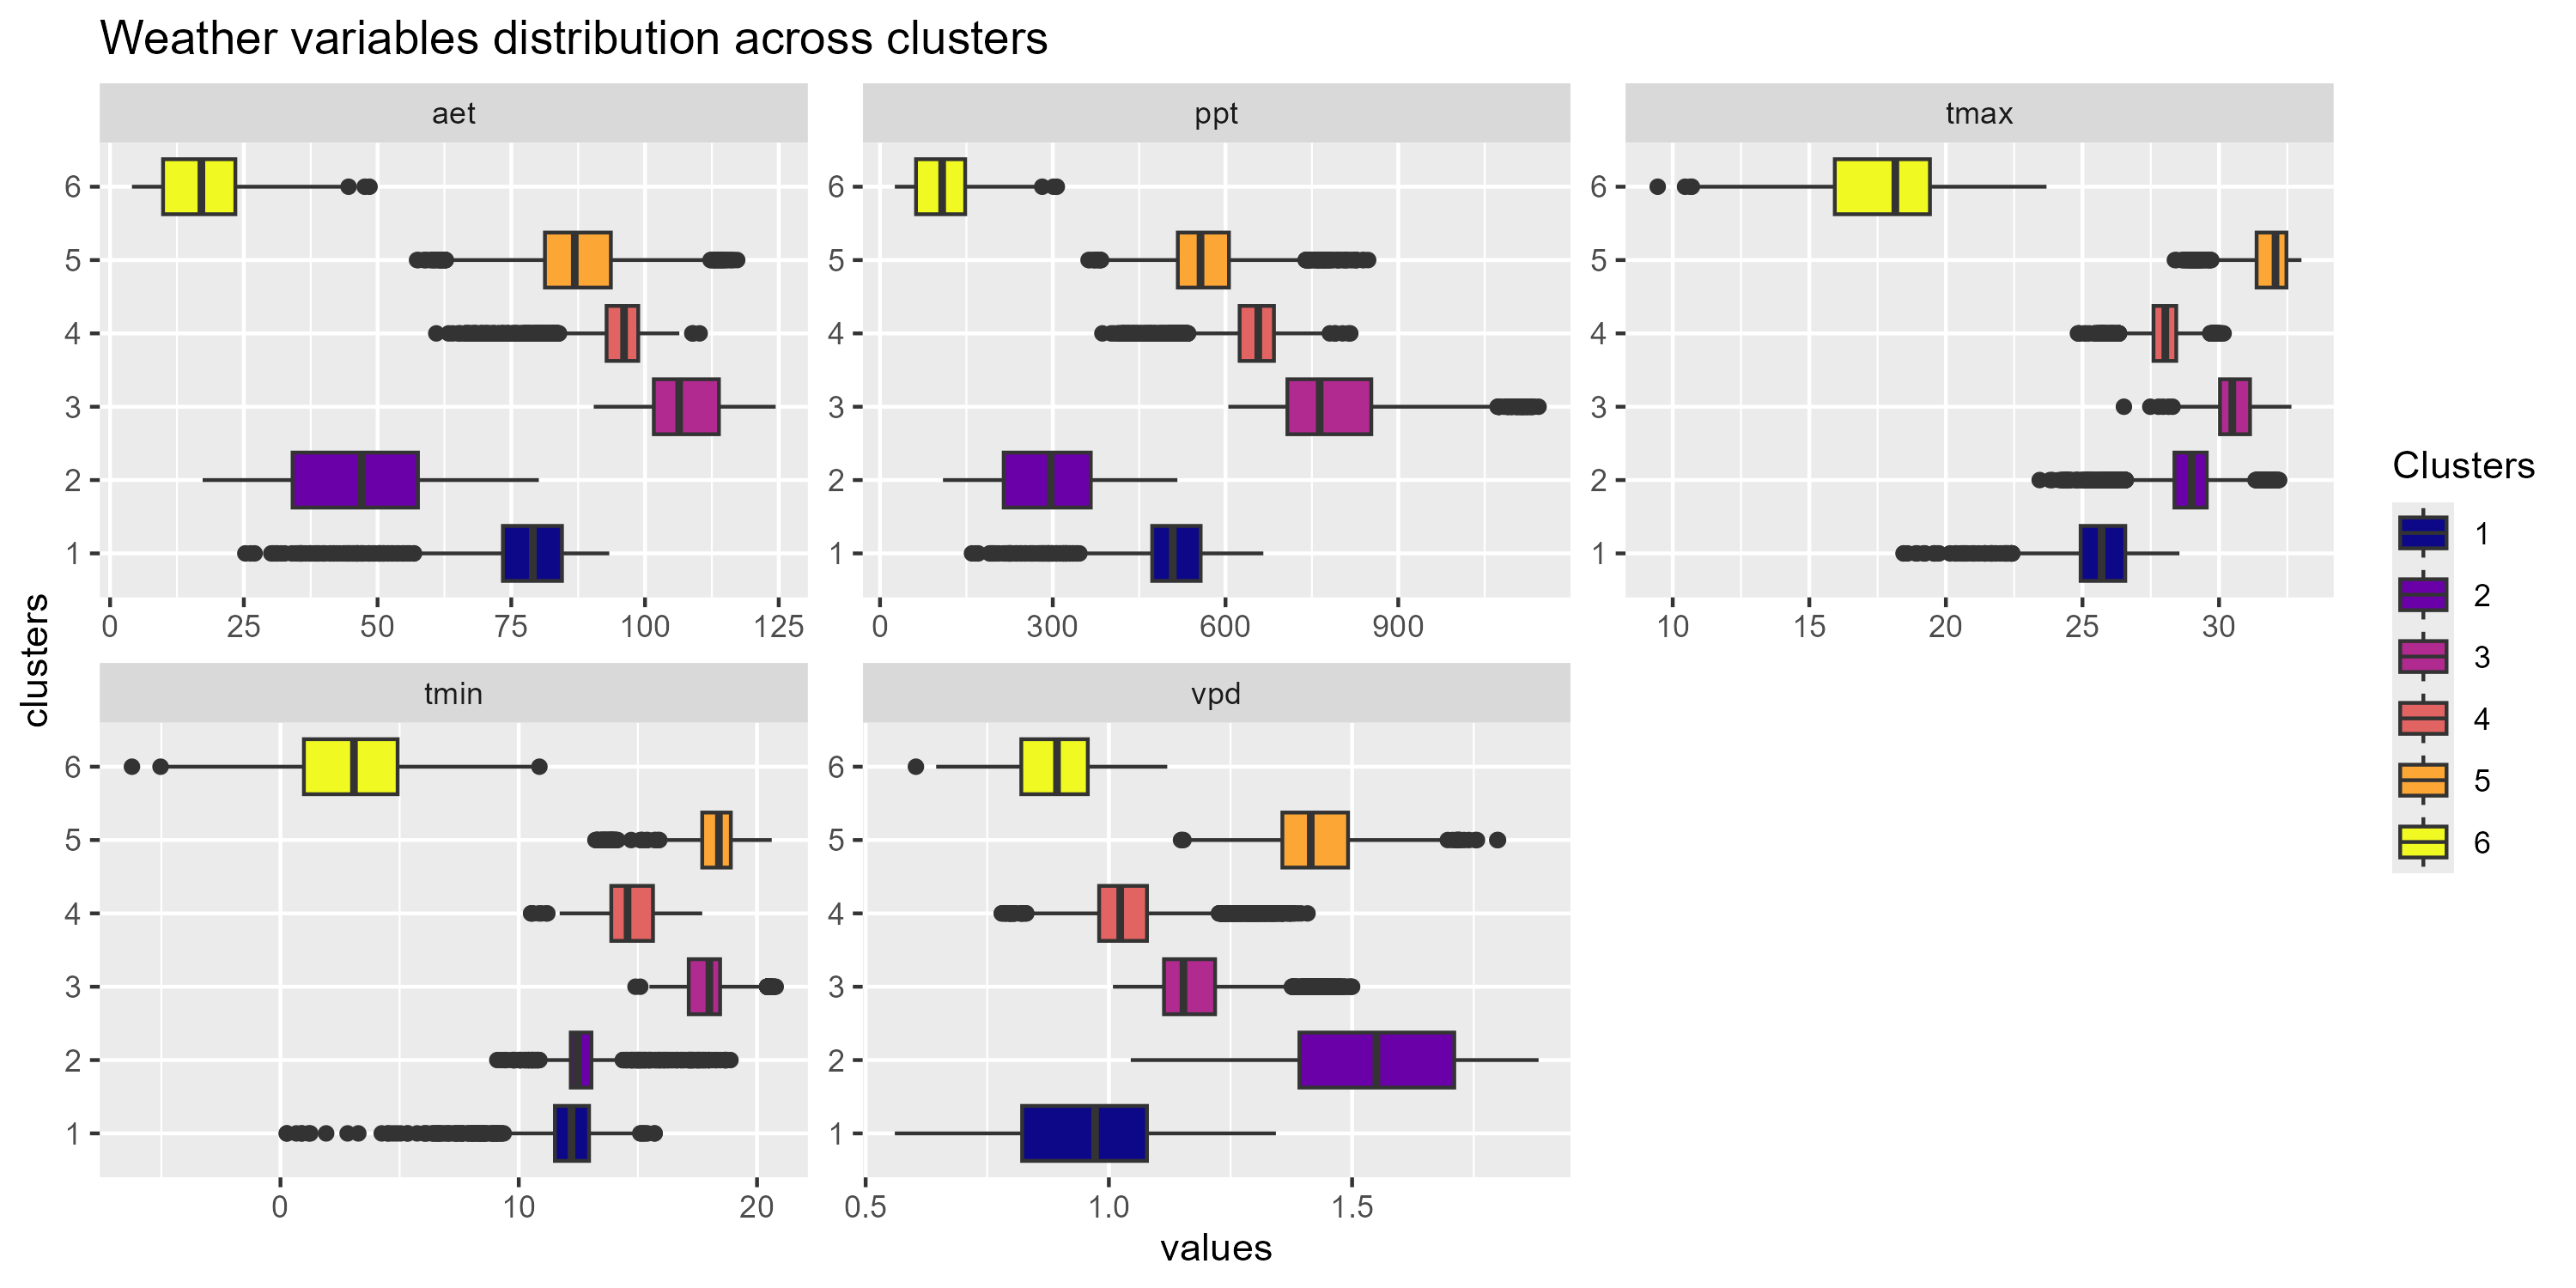 Weather variables distribution across clusters
aet
ppt
tmax
6
5
4
3
2
1
0 25 50 75 100 125
6
5
4
3
2
1
0 300 600 900
6
5
4
3
2
1
10 15 20 25 30
tmin
vpd
6
5
4
3
2
1
0 10 20
6
5
4
3
2
1
0.5 1.0 1.5
clusters
values
Clusters
1
2
3
4
5
6